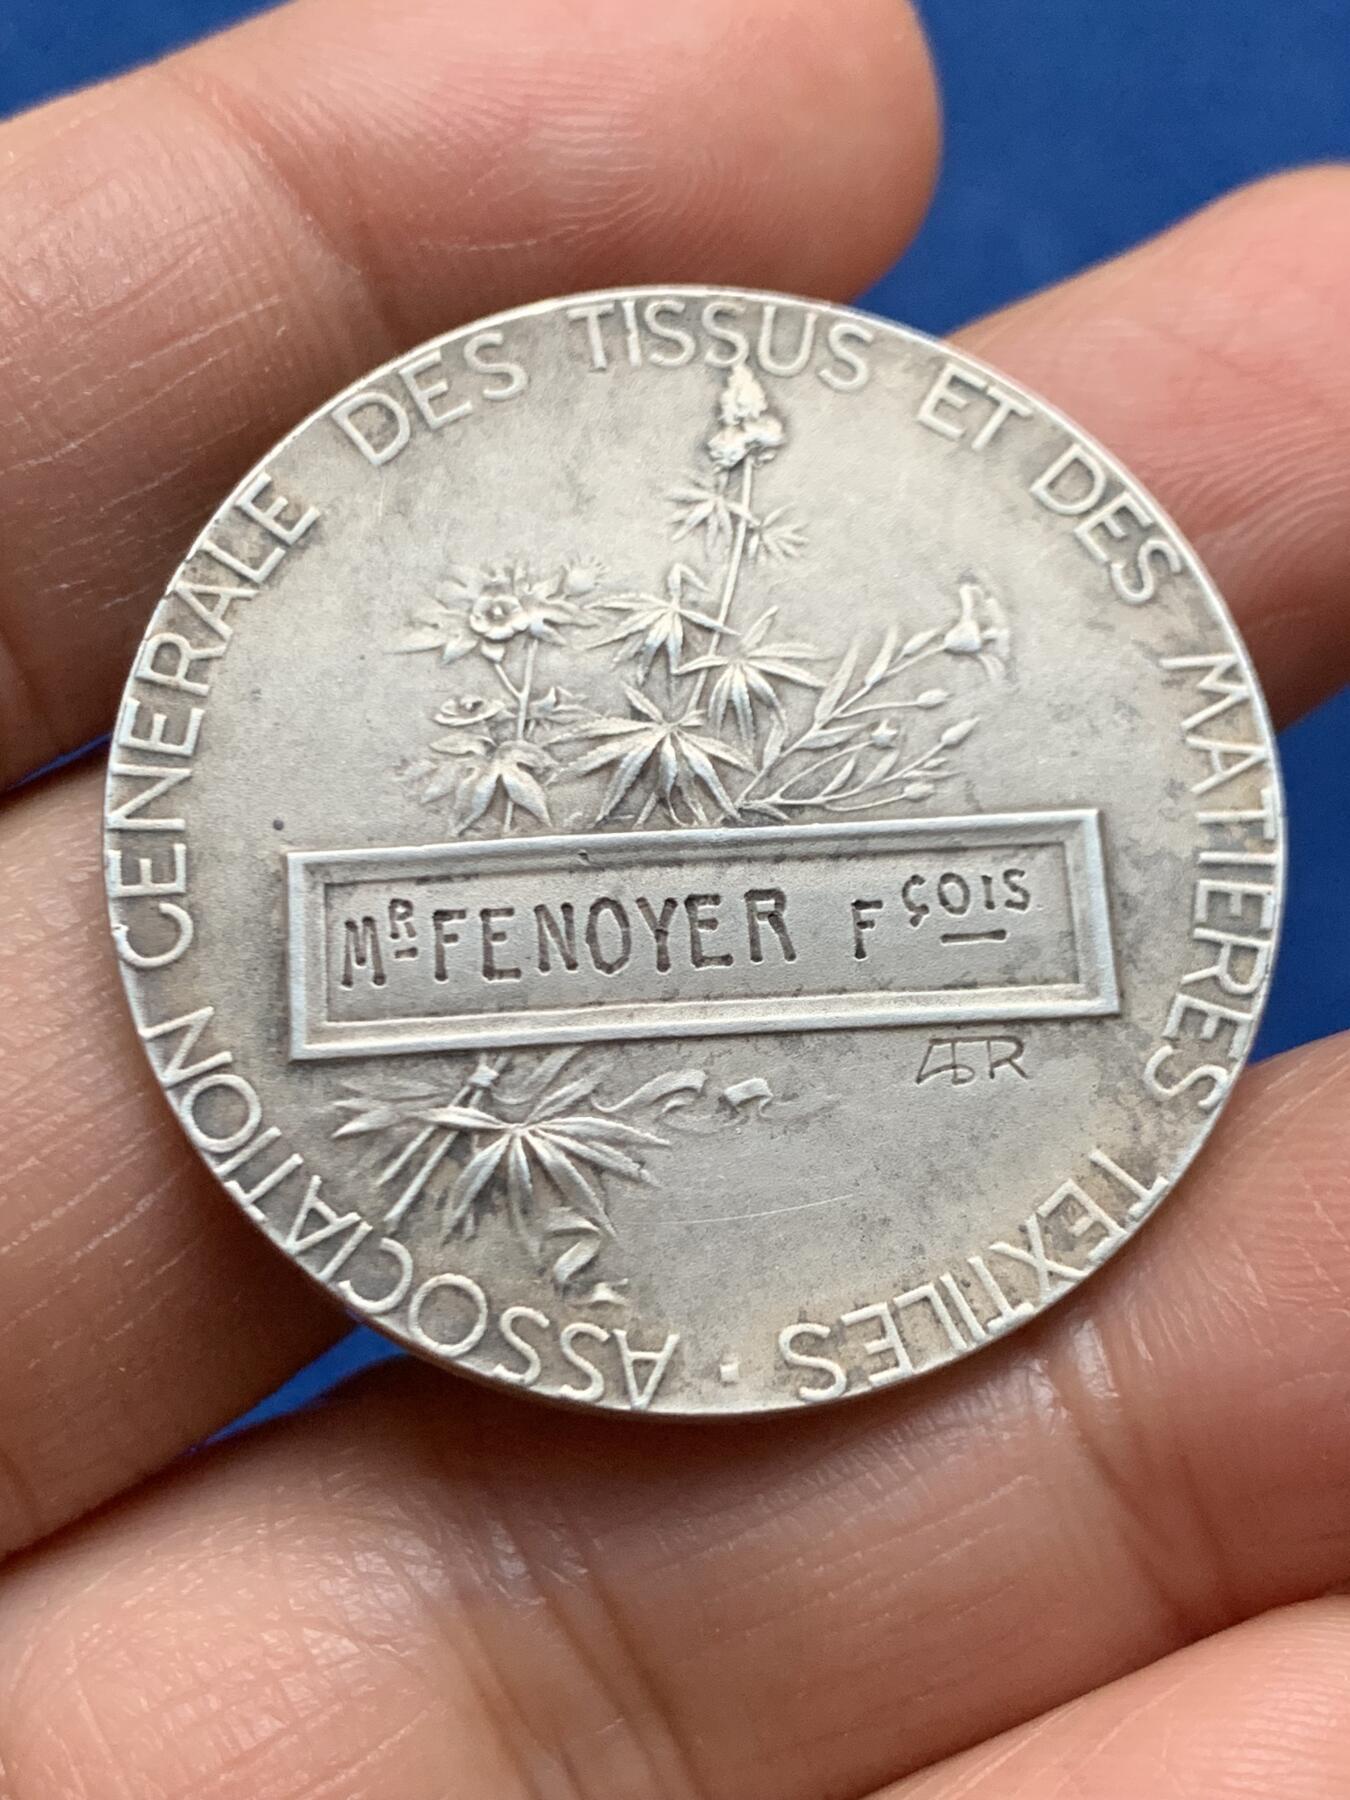 ASSOCIATION GENERALE DES TISSUS ET DES MATIERES TEXTILES ·
MR FENOYER FÇOIS